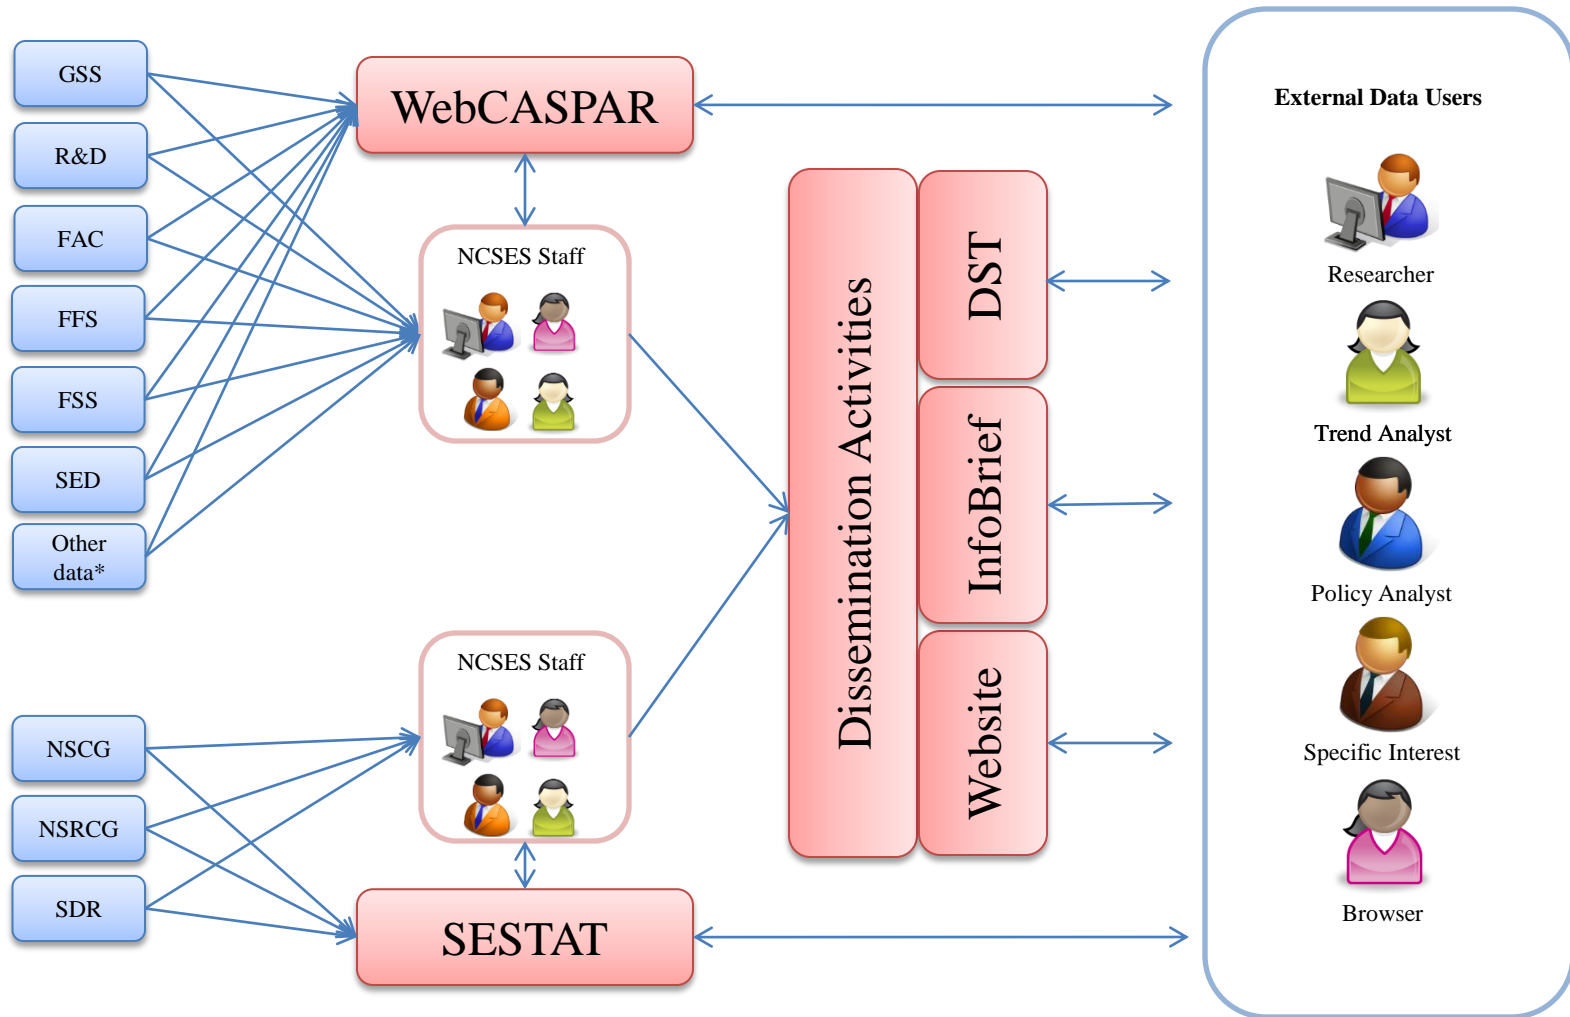 GSS
R&D
FAC
FFS
FSS
SED
Other
data*
NSCG
NSRCG
SDR
WebCASPAR
NCSES Staff
NCSES Staff
SESTAT
Dissemination Activities
DST
InfoBrief
Website
External Data Users
Researcher
Trend Analyst
Policy Analyst
Specific Interest
Browser